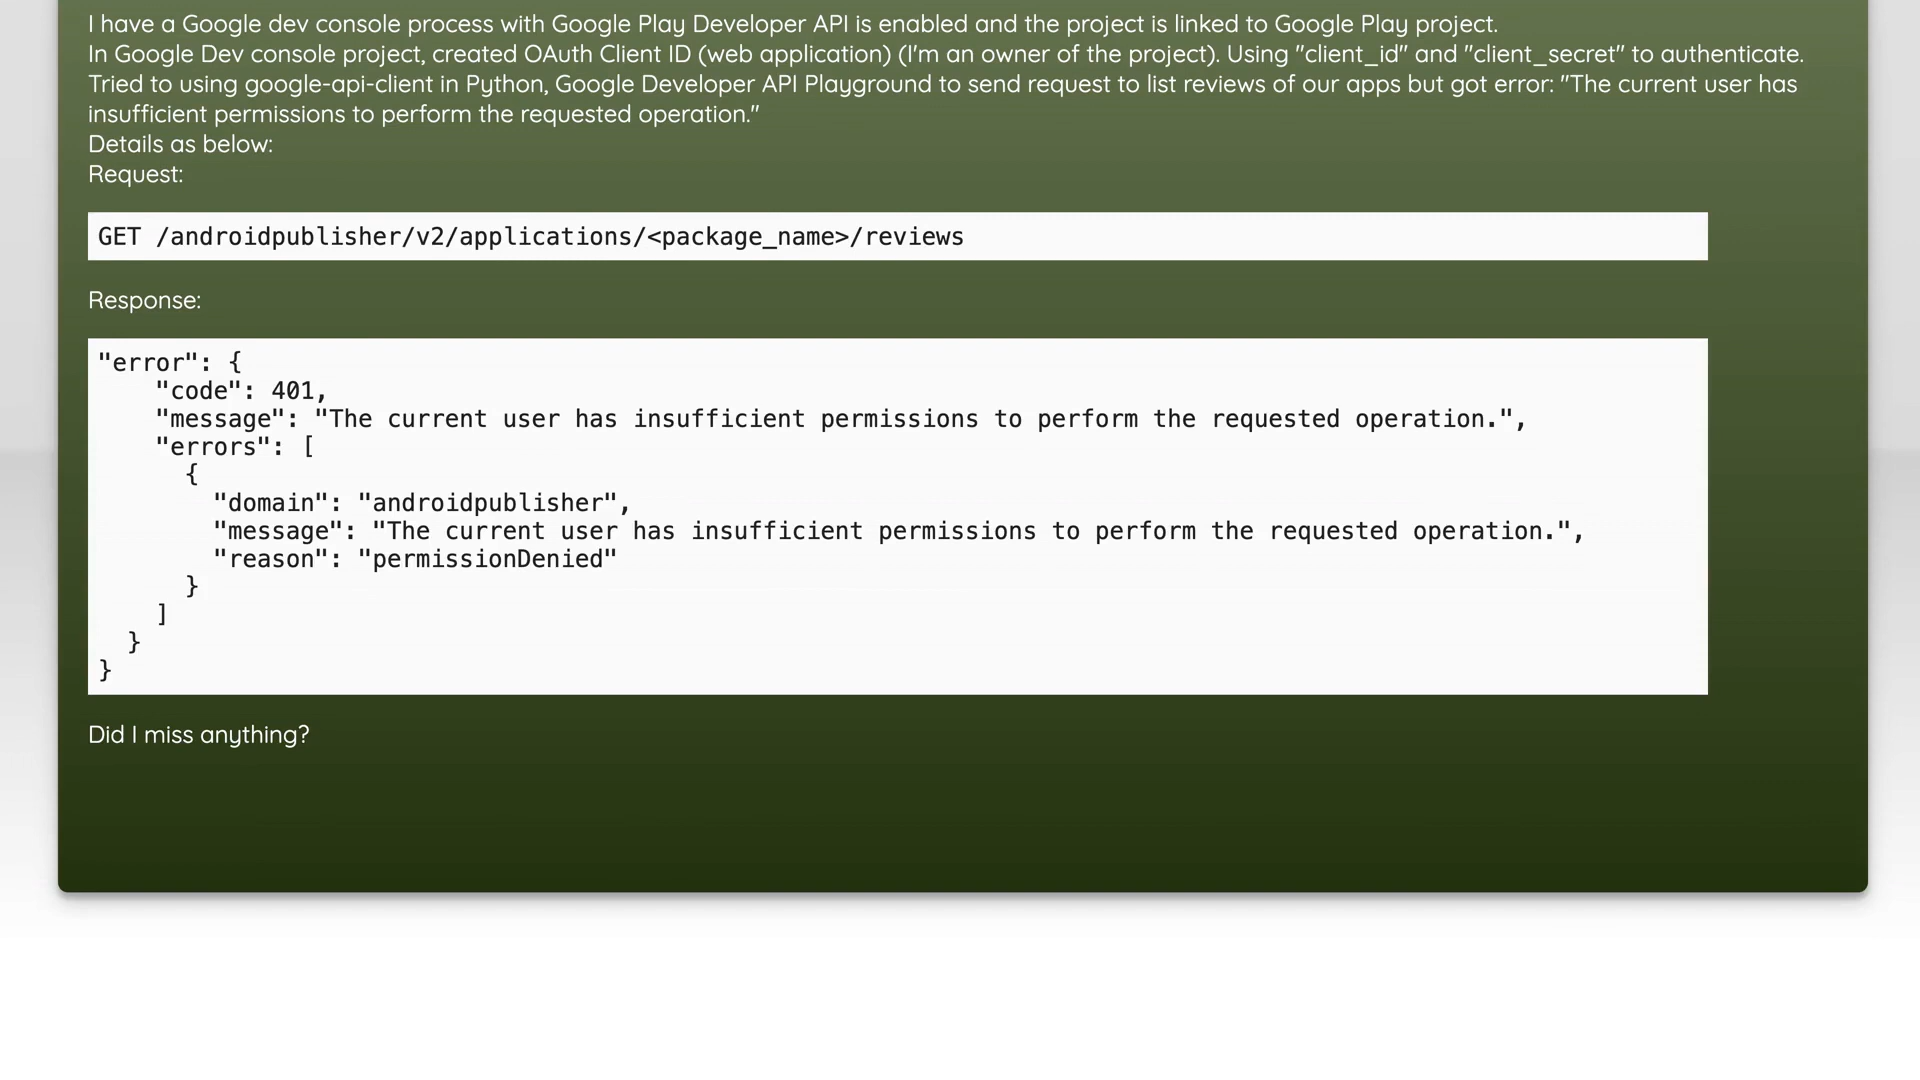 I have a Google dev console process with Google Play Developer API is enabled and the project is linked to Google Play project.
In Google Dev console project, created OAuth Client ID (web application) (I'm an owner of the project). Using "client_id" and "client_secret" to authenticate.
Tried to using google-api-client in Python, Google Developer API Playground to send request to list reviews of our apps but got error: "The current user has
insufficient permissions to perform the requested operation."
Details as below:
Request:
GET /androidpublisher/v2/applications/<package_name>/reviews
Response:
"error": {
    "code": 401,
    "message": "The current user has insufficient permissions to perform the requested operation.",
    "errors": [
      {
        "domain": "androidpublisher",
        "message": "The current user has insufficient permissions to perform the requested operation.",
        "reason": "permissionDenied"
      }
    ]
  }
}
Did I miss anything?